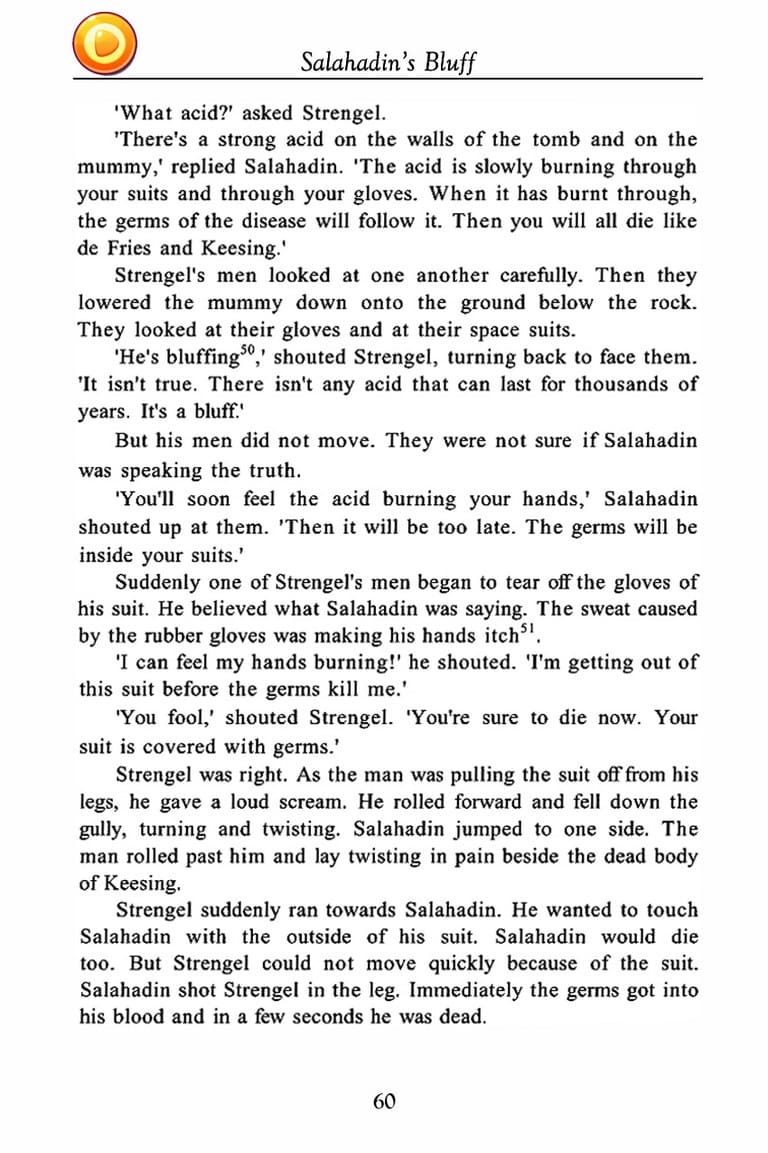 Salahadin's Bluff
'What acid?' asked Strengel.
'There's a strong acid on the walls of the tomb and on the
mummy,' replied Salahadin. 'The acid is slowly burning through
your suits and through your gloves. When it has burnt through,
the germs of the disease will follow it. Then you will all die like
de Fries and Keesing.'
Strengel's men looked at one another carefully. Then they
lowered the mummy down onto the ground below the rock.
They looked at their gloves and at their space suits.
'He's bluffing⁵⁰,' shouted Strengel, turning back to face them.
'It isn't true. There isn't any acid that can last for thousands of
years. It's a bluff.'
But his men did not move. They were not sure if Salahadin
was speaking the truth.
'You'll soon feel the acid burning your hands,' Salahadin
shouted up at them. 'Then it will be too late. The germs will be
inside your suits.'
Suddenly one of Strengel's men began to tear off the gloves of
his suit. He believed what Salahadin was saying. The sweat caused
by the rubber gloves was making his hands itch⁵¹.
'I can feel my hands burning!' he shouted. 'I'm getting out of
this suit before the germs kill me.'
'You fool,' shouted Strengel. 'You're sure to die now. Your
suit is covered with germs.'
Strengel was right. As the man was pulling the suit off from his
legs, he gave a loud scream. He rolled forward and fell down the
gully, turning and twisting. Salahadin jumped to one side. The
man rolled past him and lay twisting in pain beside the dead body
of Keesing.
Strengel suddenly ran towards Salahadin. He wanted to touch
Salahadin with the outside of his suit. Salahadin would die
too. But Strengel could not move quickly because of the suit.
Salahadin shot Strengel in the leg. Immediately the germs got into
his blood and in a few seconds he was dead.
60